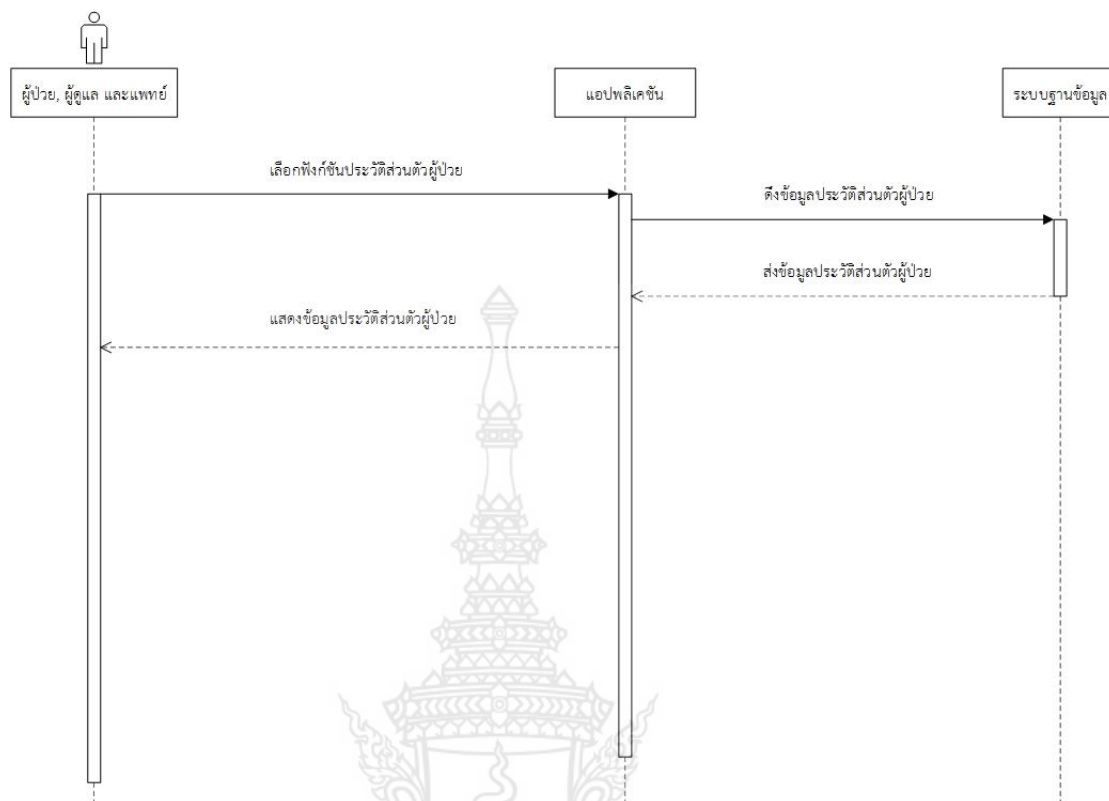 ผู้ป่วย, ผู้ดูแล และแพทย์
แอปพลิเคชัน
ระบบฐานข้อมูล
เลือกฟังก์ชันประวัติส่วนตัวผู้ป่วย
ดึงข้อมูลประวัติส่วนตัวผู้ป่วย
ส่งข้อมูลประวัติส่วนตัวผู้ป่วย
แสดงข้อมูลประวัติส่วนตัวผู้ป่วย